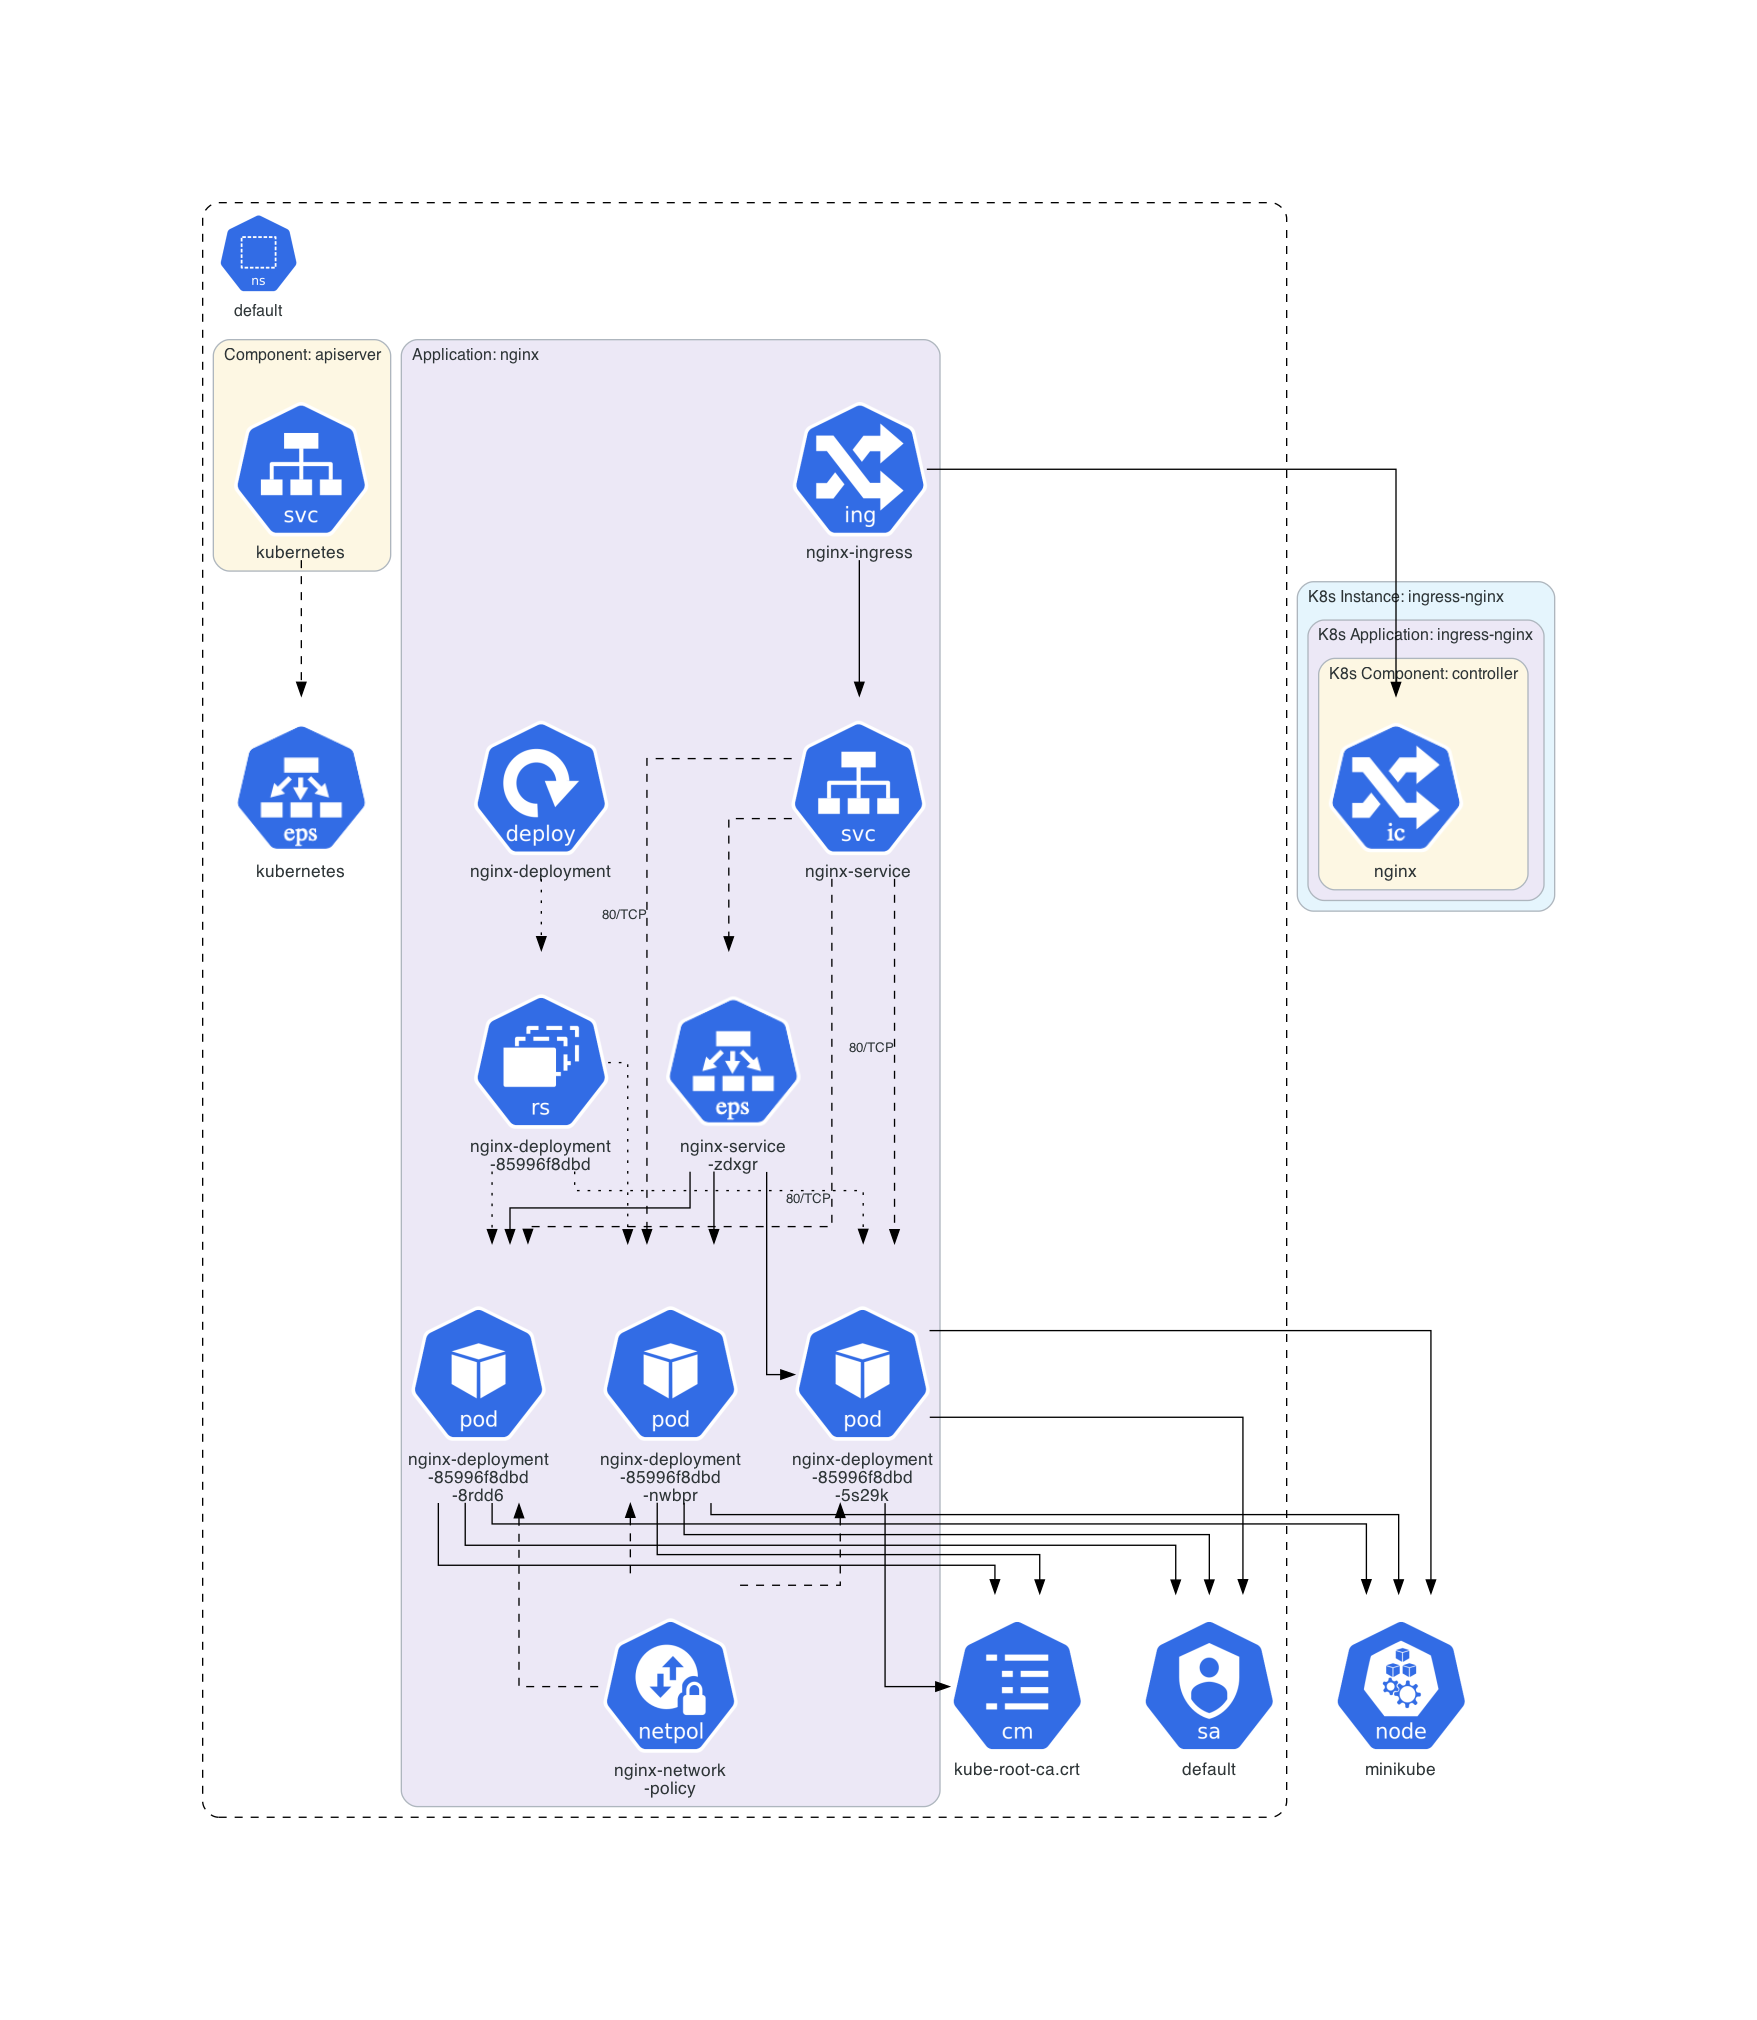 ns
default
Component: apiserver
svc
kubernetes
eps
kubernetes
Application: nginx
ing
nginx-ingress
deploy
nginx-deployment
svc
nginx-service
80/TCP
80/TCP
rs
nginx-deployment
-85996f8dbd
eps
nginx-service
-zdxgr
80/TCP
pod
nginx-deployment
-85996f8dbd
-8rdd6
pod
nginx-deployment
-85996f8dbd
-nwbpr
pod
nginx-deployment
-85996f8dbd
-5s29k
netpol
nginx-network
-policy
cm
kube-root-ca.crt
sa
default
node
minikube
K8s Instance: ingress-nginx
K8s Application: ingress-nginx
K8s Component: controller
ic
nginx